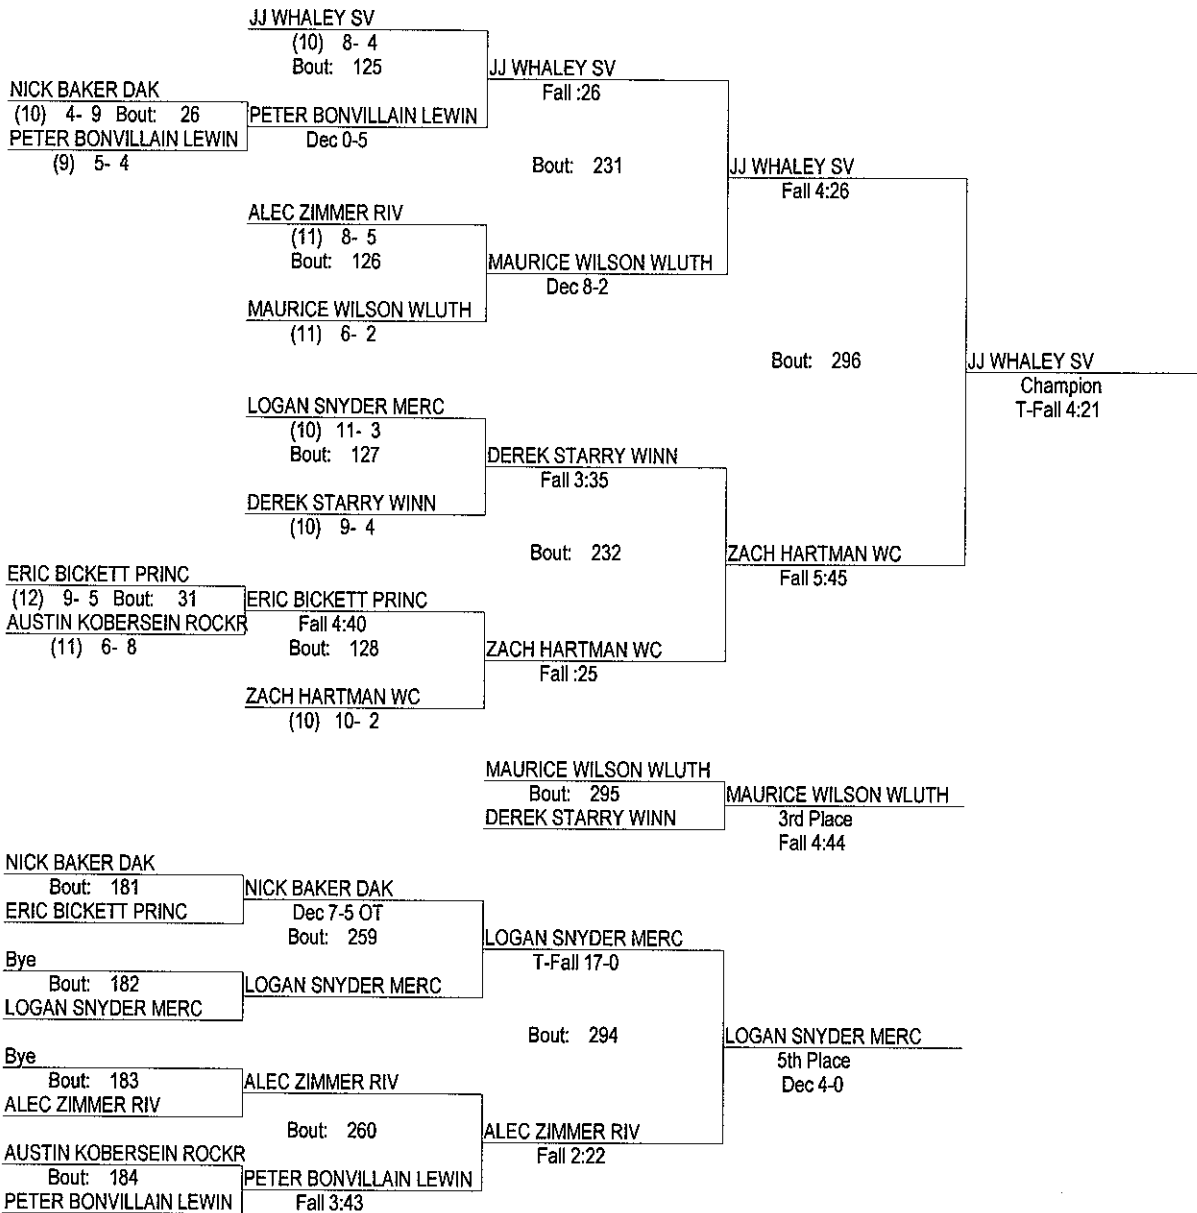 JJ WHALEY SV
(10) 8- 4
Bout: 125
JJ WHALEY SV
Fall :26
NICK BAKER DAK
(10) 4- 9 Bout: 26
PETER BONVILLAIN LEWIN
PETER BONVILLAIN LEWIN
Dec 0-5
(9) 5- 4
Bout: 231
JJ WHALEY SV
Fall 4:26
ALEC ZIMMER RIV
(11) 8- 5
Bout: 126
MAURICE WILSON WLUTH
Dec 8-2
MAURICE WILSON WLUTH
(11) 6- 2
Bout: 296
JJ WHALEY SV
Champion
T-Fall 4:21
LOGAN SNYDER MERC
(10) 11- 3
Bout: 127
DEREK STARRY WINN
Fall 3:35
DEREK STARRY WINN
(10) 9- 4
Bout: 232
ZACH HARTMAN WC
Fall 5:45
ERIC BICKETT PRINC
(12) 9- 5 Bout: 31
ERIC BICKETT PRINC
AUSTIN KOBERSEIN ROCKR
Fall 4:40
(11) 6- 8
Bout: 128
ZACH HARTMAN WC
Fall :25
ZACH HARTMAN WC
(10) 10- 2
MAURICE WILSON WLUTH
Bout: 295
MAURICE WILSON WLUTH
DEREK STARRY WINN
3rd Place
Fall 4:44
NICK BAKER DAK
Bout: 181
NICK BAKER DAK
ERIC BICKETT PRINC
Dec 7-5 OT
Bout: 259
LOGAN SNYDER MERC
T-Fall 17-0
Bye
Bout: 182
LOGAN SNYDER MERC
LOGAN SNYDER MERC
Bout: 294
LOGAN SNYDER MERC
5th Place
Dec 4-0
Bye
Bout: 183
ALEC ZIMMER RIV
ALEC ZIMMER RIV
Bout: 260
ALEC ZIMMER RIV
Fall 2:22
AUSTIN KOBERSEIN ROCKR
Bout: 184
PETER BONVILLAIN LEWIN
PETER BONVILLAIN LEWIN
Fall 3:43